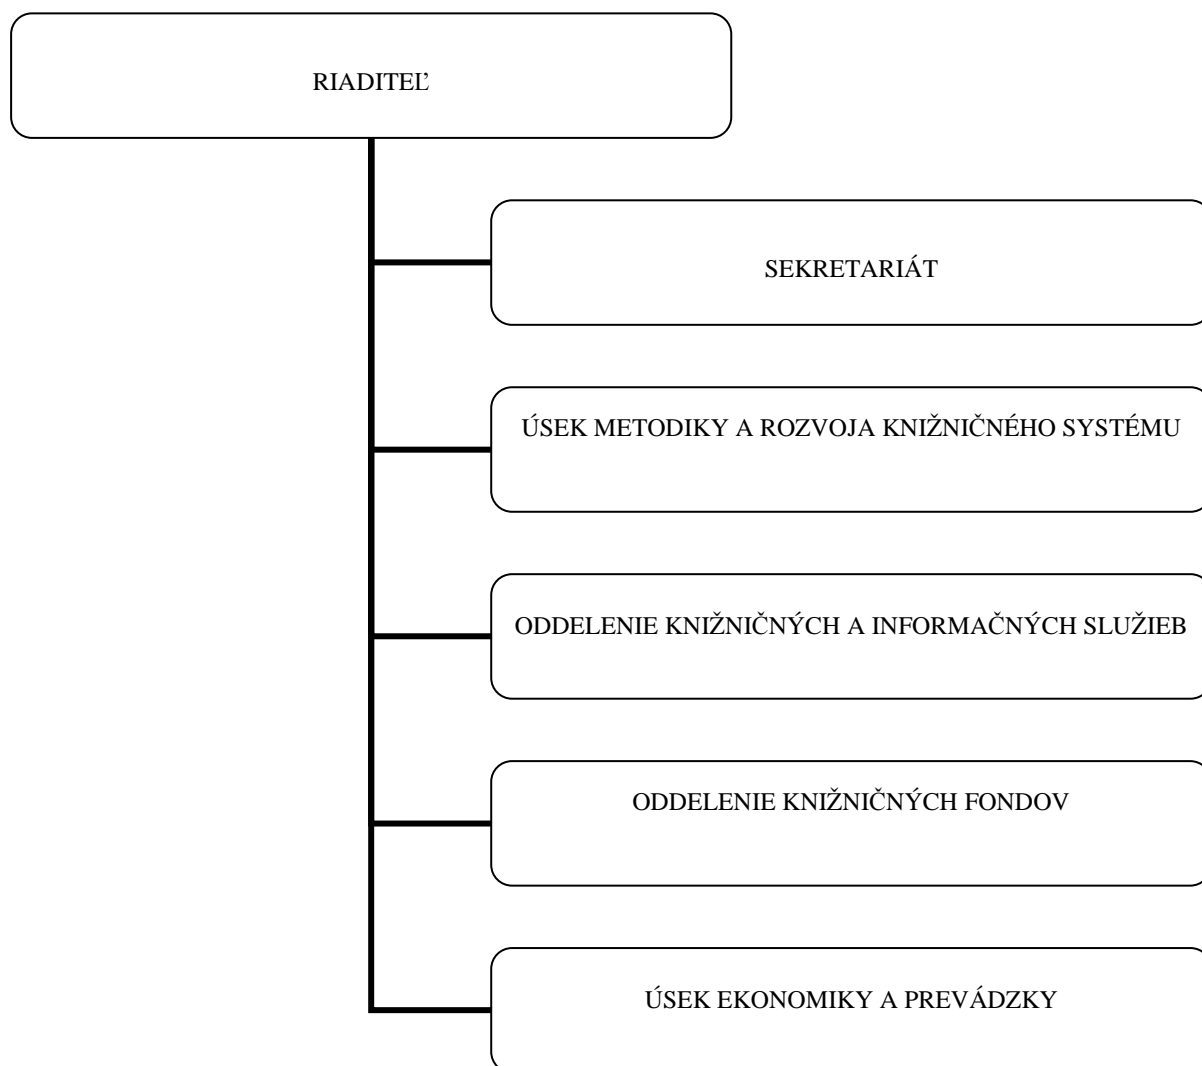 RIADITEĽ
SEKRETARIÁT
ÚSEK METODIKY A ROZVOJA KNIŽNIČNÉHO SYSTÉMU
ODDELENIE KNIŽNIČNÝCH A INFORMAČNÝCH SLUŽIEB
ODDELENIE KNIŽNIČNÝCH FONDOV
ÚSEK EKONOMIKY A PREVÁDZKY